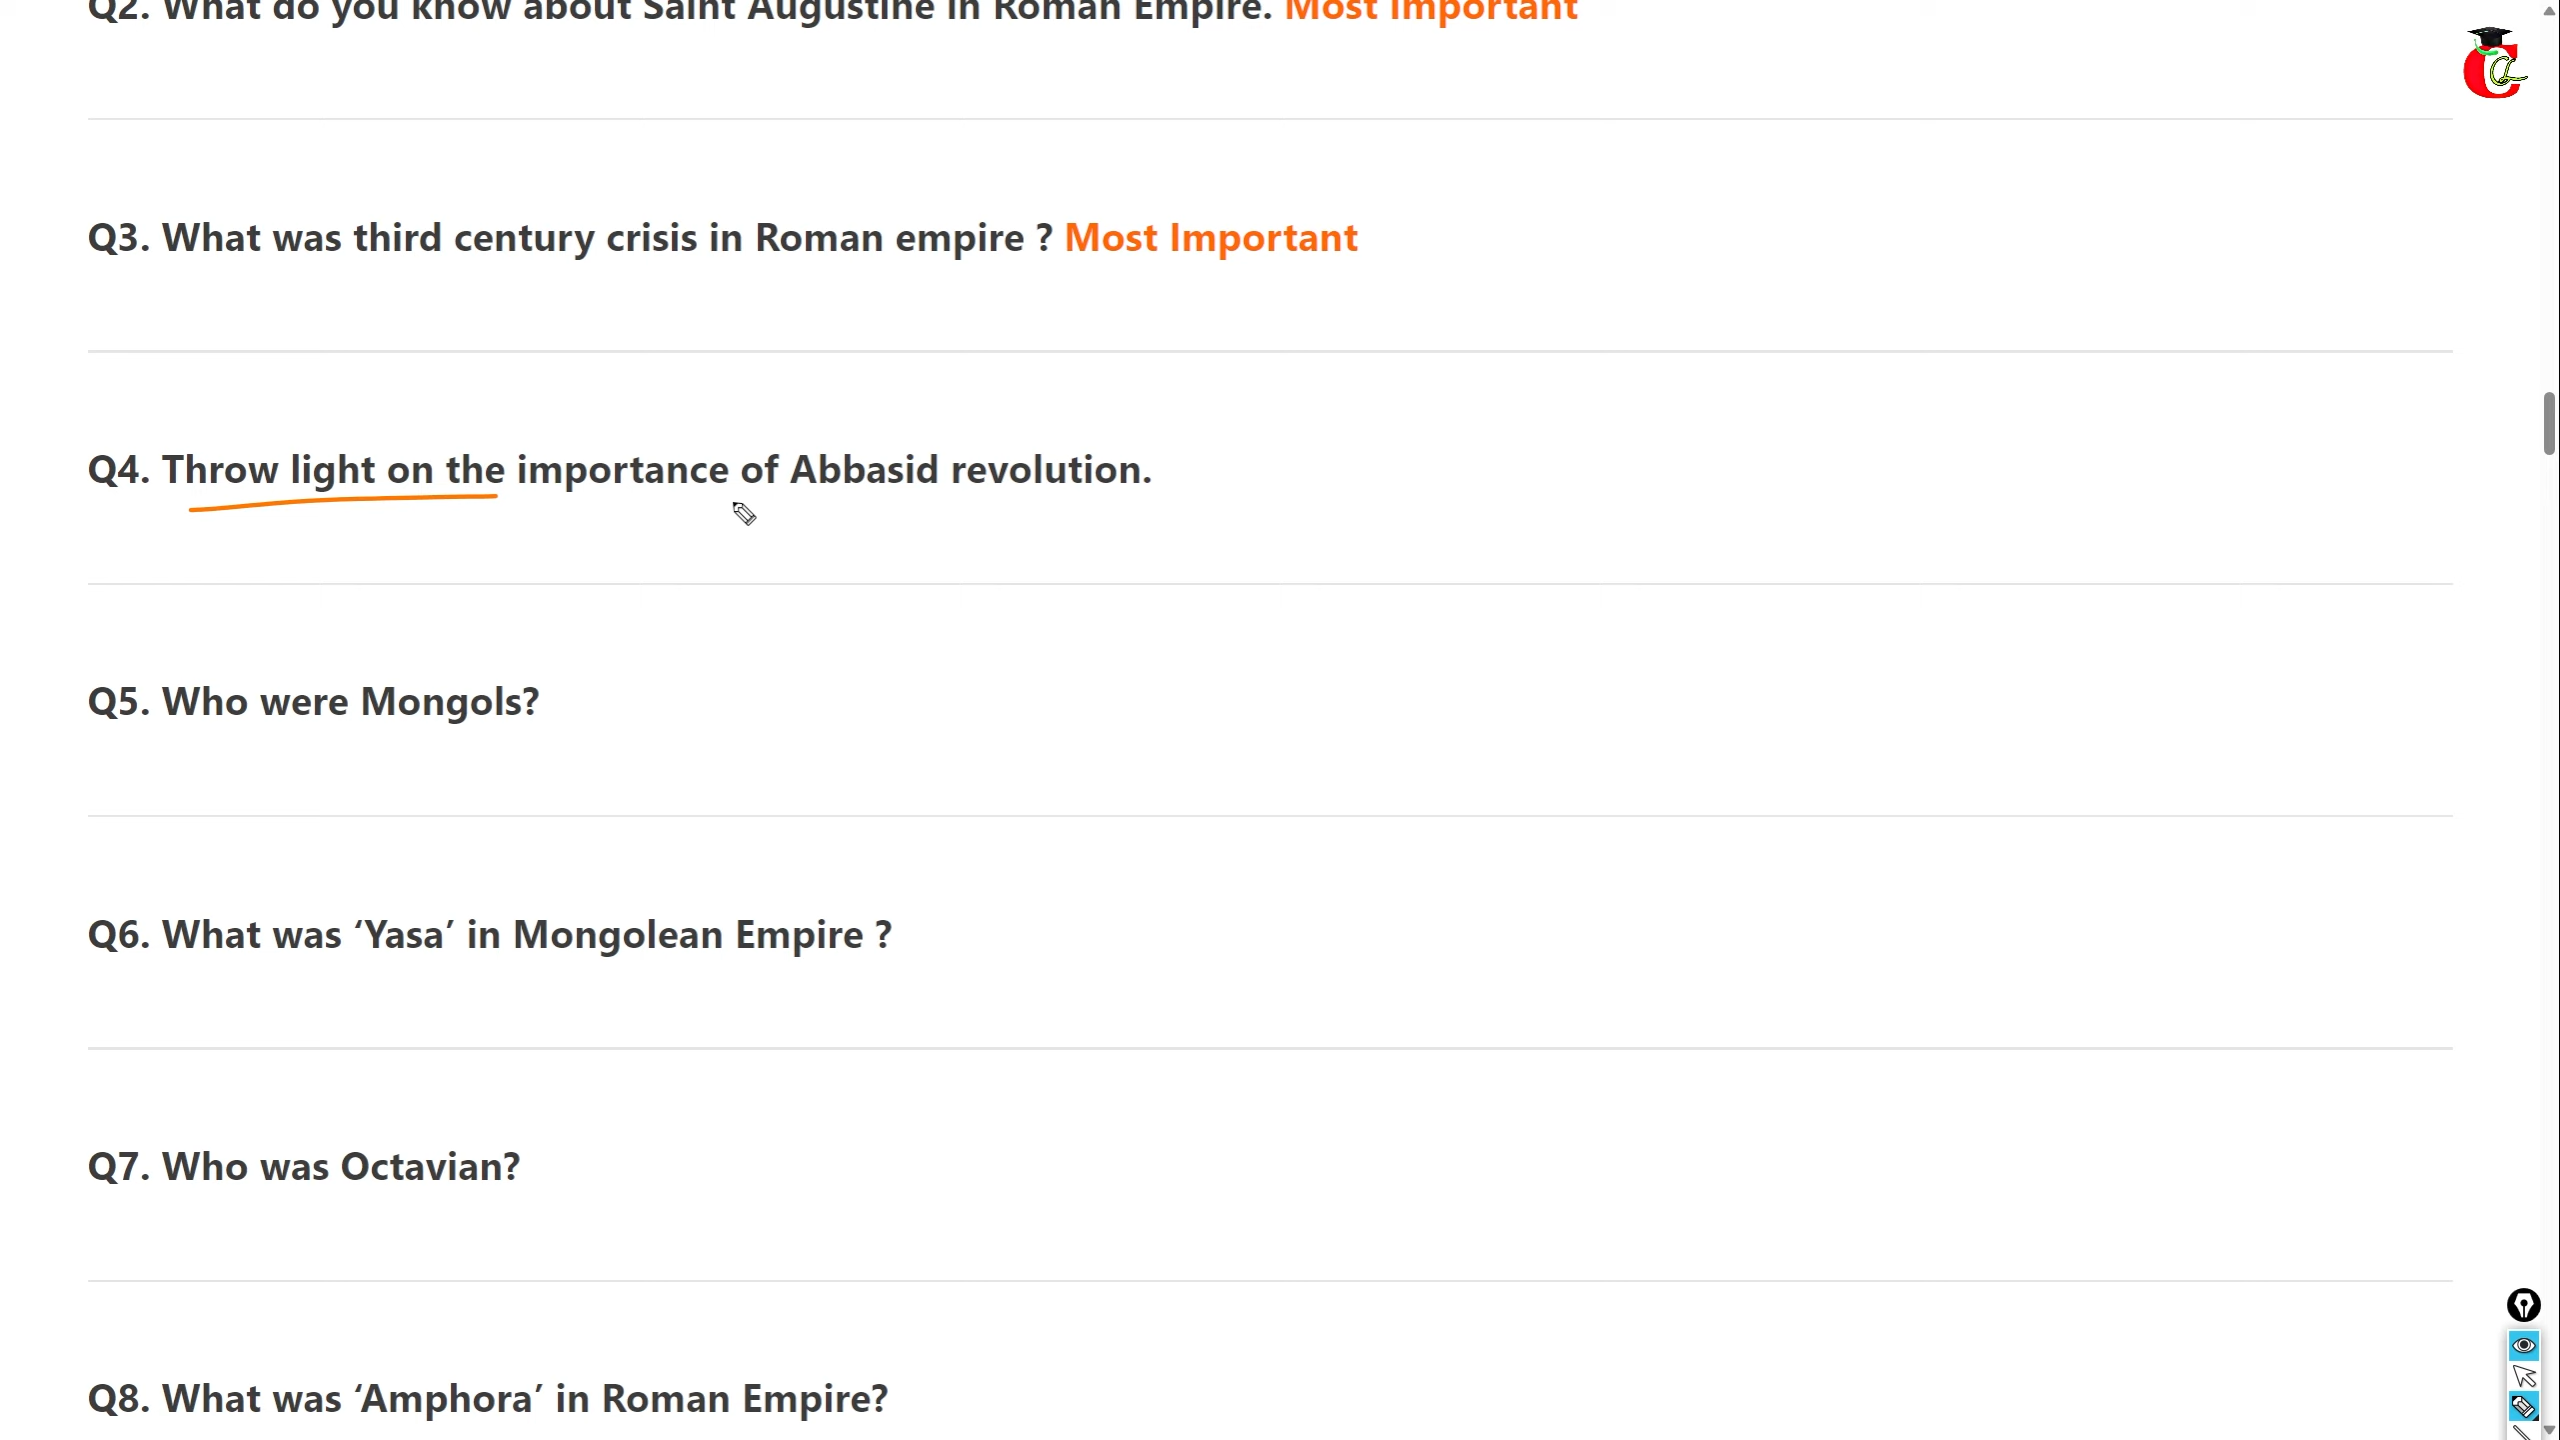 Q2. What do you know about Saint Augustine in Roman Empire. Most Important
Q3. What was third century crisis in Roman empire ? Most Important
Q4. Throw light on the importance of Abbasid revolution.
Q5. Who were Mongols?
Q6. What was ‘Yasa’ in Mongolean Empire ?
Q7. Who was Octavian?
Q8. What was ‘Amphora’ in Roman Empire?